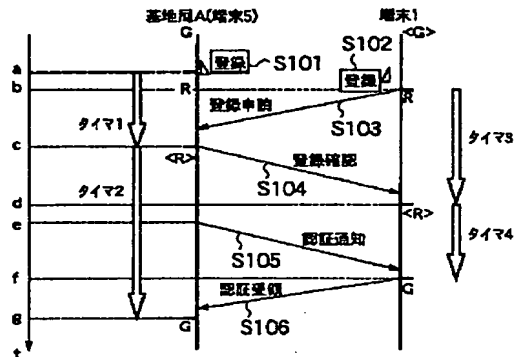 基地局A(端末5)
端末1
G
<G>
登録
S101
S102
登録
a
b
R
R
登録申請
S103
タイマ1
タイマ3
c
<R>
登録確認
S104
タイマ2
d
<R>
e
認証通知
S105
タイマ4
f
G
認証受領
S106
g
G
t